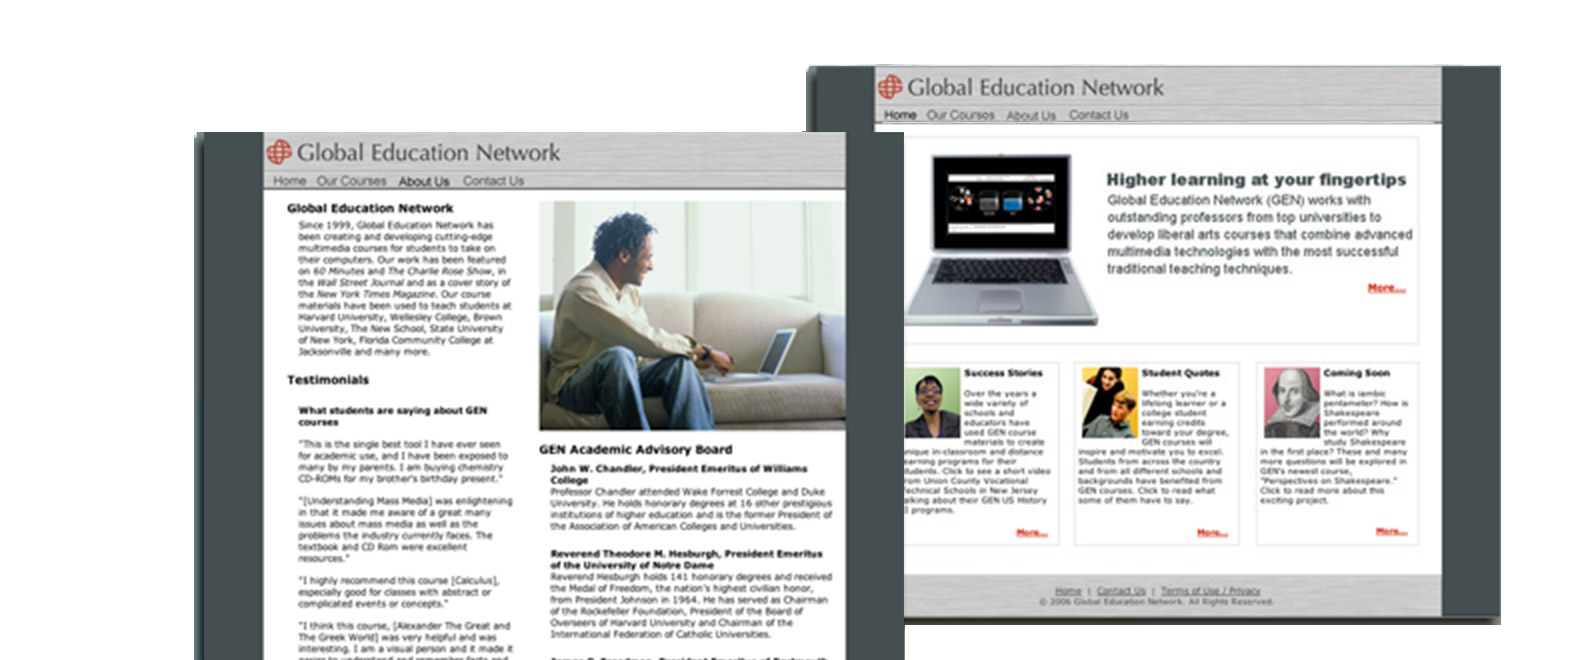 Global Education Network
Home Our Courses About Us Contact Us
Global Education Network
Since 1999, Global Education Network has
been creating and developing cutting-edge
multimedia courses for students to take on
their computers. Our work has been featured
on 60 Minutes and The Charlie Rose Show, in
the Wall Street Journal and as a cover story of
the New York Times Magazine. Our course
materials have been used to teach students at
Harvard University, Wellesley College, Brown
University, The New School, State University
of New York, Florida Community College at
Jacksonville and many more.
Testimonials
What students are saying about GEN
courses
"This is the single best tool I have ever seen
for academic use, and I have been exposed to
many by my parents. I am buying chemistry
CD-ROMs for my brother's birthday present."
"[Understanding Mass Media] was enlightening
in that it made me aware of a great many
issues about mass media as well as the
problems the industry currently faces. The
textbook and CD Rom were excellent
resources."
"I highly recommend this course [Calculus],
especially good for classes with abstract or
complicated events or concepts."
"I think this course, [Alexander The Great and
The Greek World] was very helpful and was
interesting. I am a visual person and it made it
easier to understand and remember facts and
GEN Academic Advisory Board
John W. Chandler, President Emeritus of Williams
College
Professor Chandler attended Wake Forrest College and Duke
University. He holds honorary degrees at 16 other prestigious
institutions of higher education and is the former President of
the Association of American Colleges and Universities.
Reverend Theodore M. Hesburgh, President Emeritus
of the University of Notre Dame
Reverend Hesburgh holds 141 honorary degrees and received
the Medal of Freedom, the nation's highest civilian honor,
from President Johnson in 1964. He has served as Chairman
of the Rockefeller Foundation, President of the Board of
Overseers of Harvard University and Chairman of the
International Federation of Catholic Universities.
James O. Freedman, President Emeritus of Dartmouth
Global Education Network
Home Our Courses About Us Contact Us
Higher learning at your fingertips
Global Education Network (GEN) works with
outstanding professors from top universities to
develop liberal arts courses that combine advanced
multimedia technologies with the most successful
traditional teaching techniques.
More...
Success Stories
Over the years a
wide variety of
schools and
educators have
used GEN course
materials to create
unique in-classroom and distance
earning programs for their
students. Click to see a short video
from Union County Vocational
Technical Schools in New Jersey
alking about their GEN US History
I programs.
More...
Student Quotes
Whether you're a
lifelong learner or a
college student
earning credits
toward your degree,
GEN courses will
inspire and motivate you to excel.
Students from across the country
and from all different schools and
backgrounds have benefited from
GEN courses. Click to read what
some of them have to say.
More...
Coming Soon
What is iambic
pentameter? How is
Shakespeare
performed around
the world? Why
study Shakespeare
in the first place? These and many
more questions will be explored in
GEN's newest course,
"Perspectives on Shakespeare."
Click to read more about this
exciting project.
More...
Home | Contact Us | Terms of Use / Privacy
© 2006 Global Education Network. All Rights Reserved.